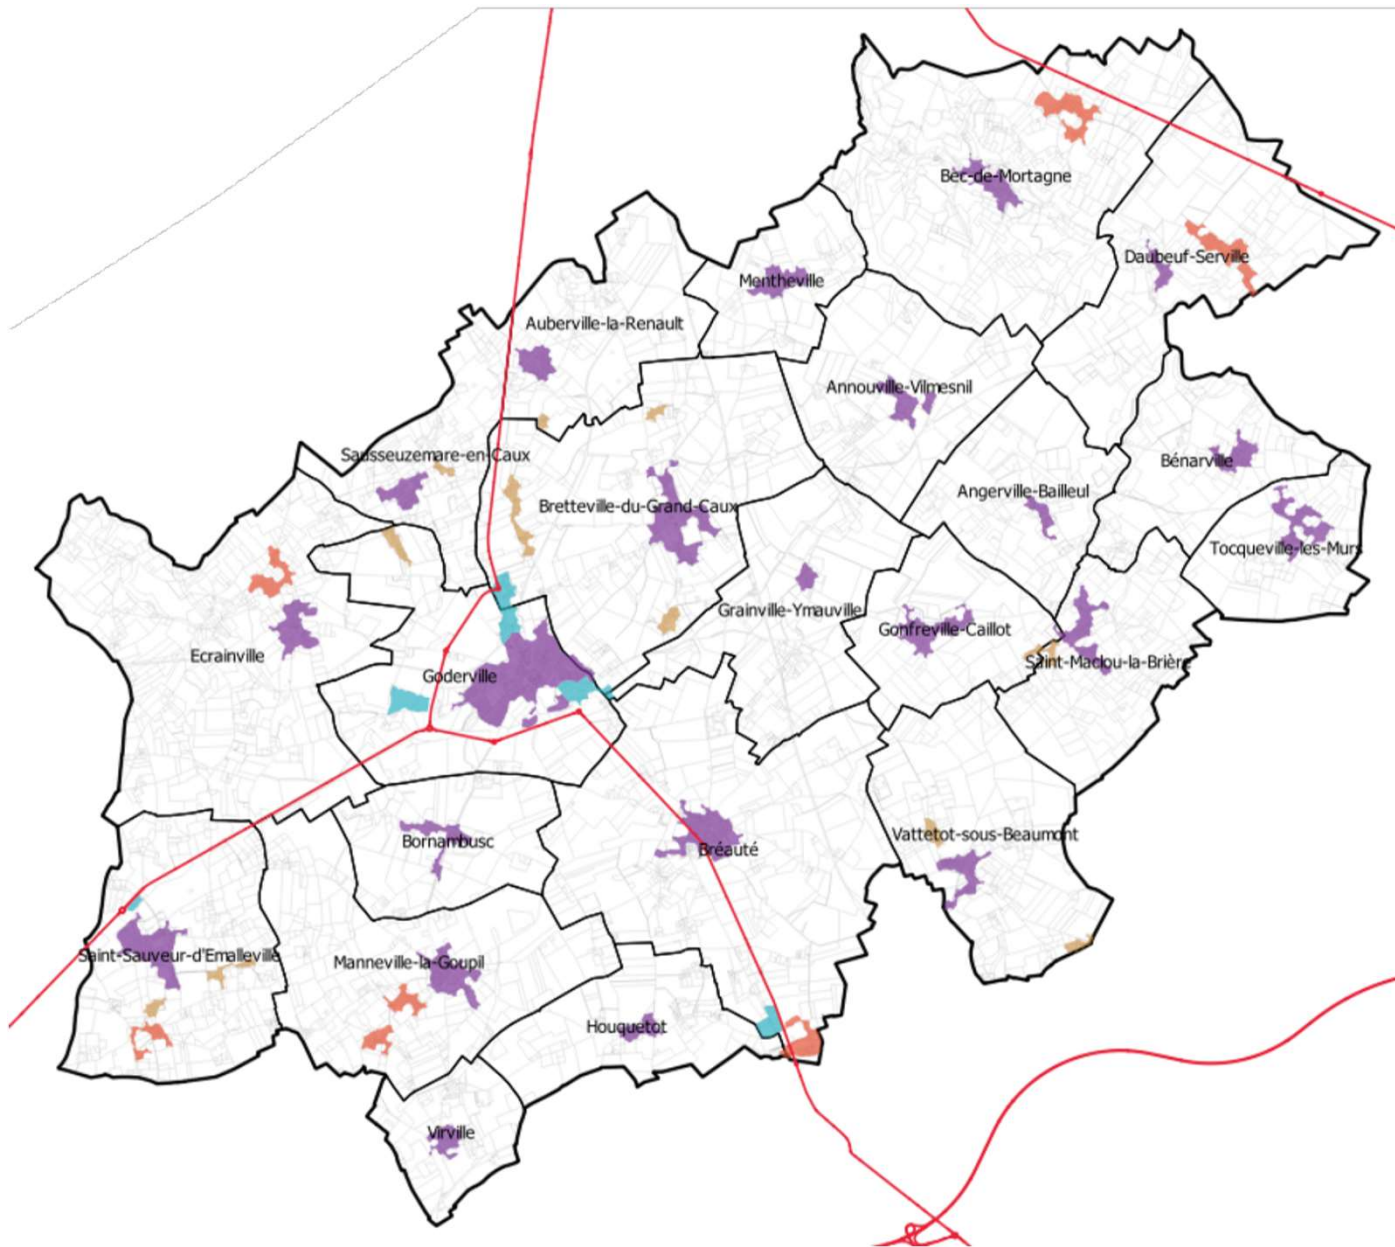 Bec-de-Mortagne
Daubeuf-Serville
Mentheville
Auberville-la-Renault
Annouville-Vilmesnil
Sausseuzemare-en-Caux
Bénarville
Angerville-Bailleul
Bretteville-du-Grand-Caux
Tocqueville-les-Murs
Grainville-Ymauville
Gonfreville-Caillot
Ecrainville
Saint-Maclou-la-Brière
Goderville
Vattetot-sous-Beaumont
Bornambusc
Bréauté
Saint-Sauveur-d'Emalleville
Manneville-la-Goupil
Houquetot
Virville